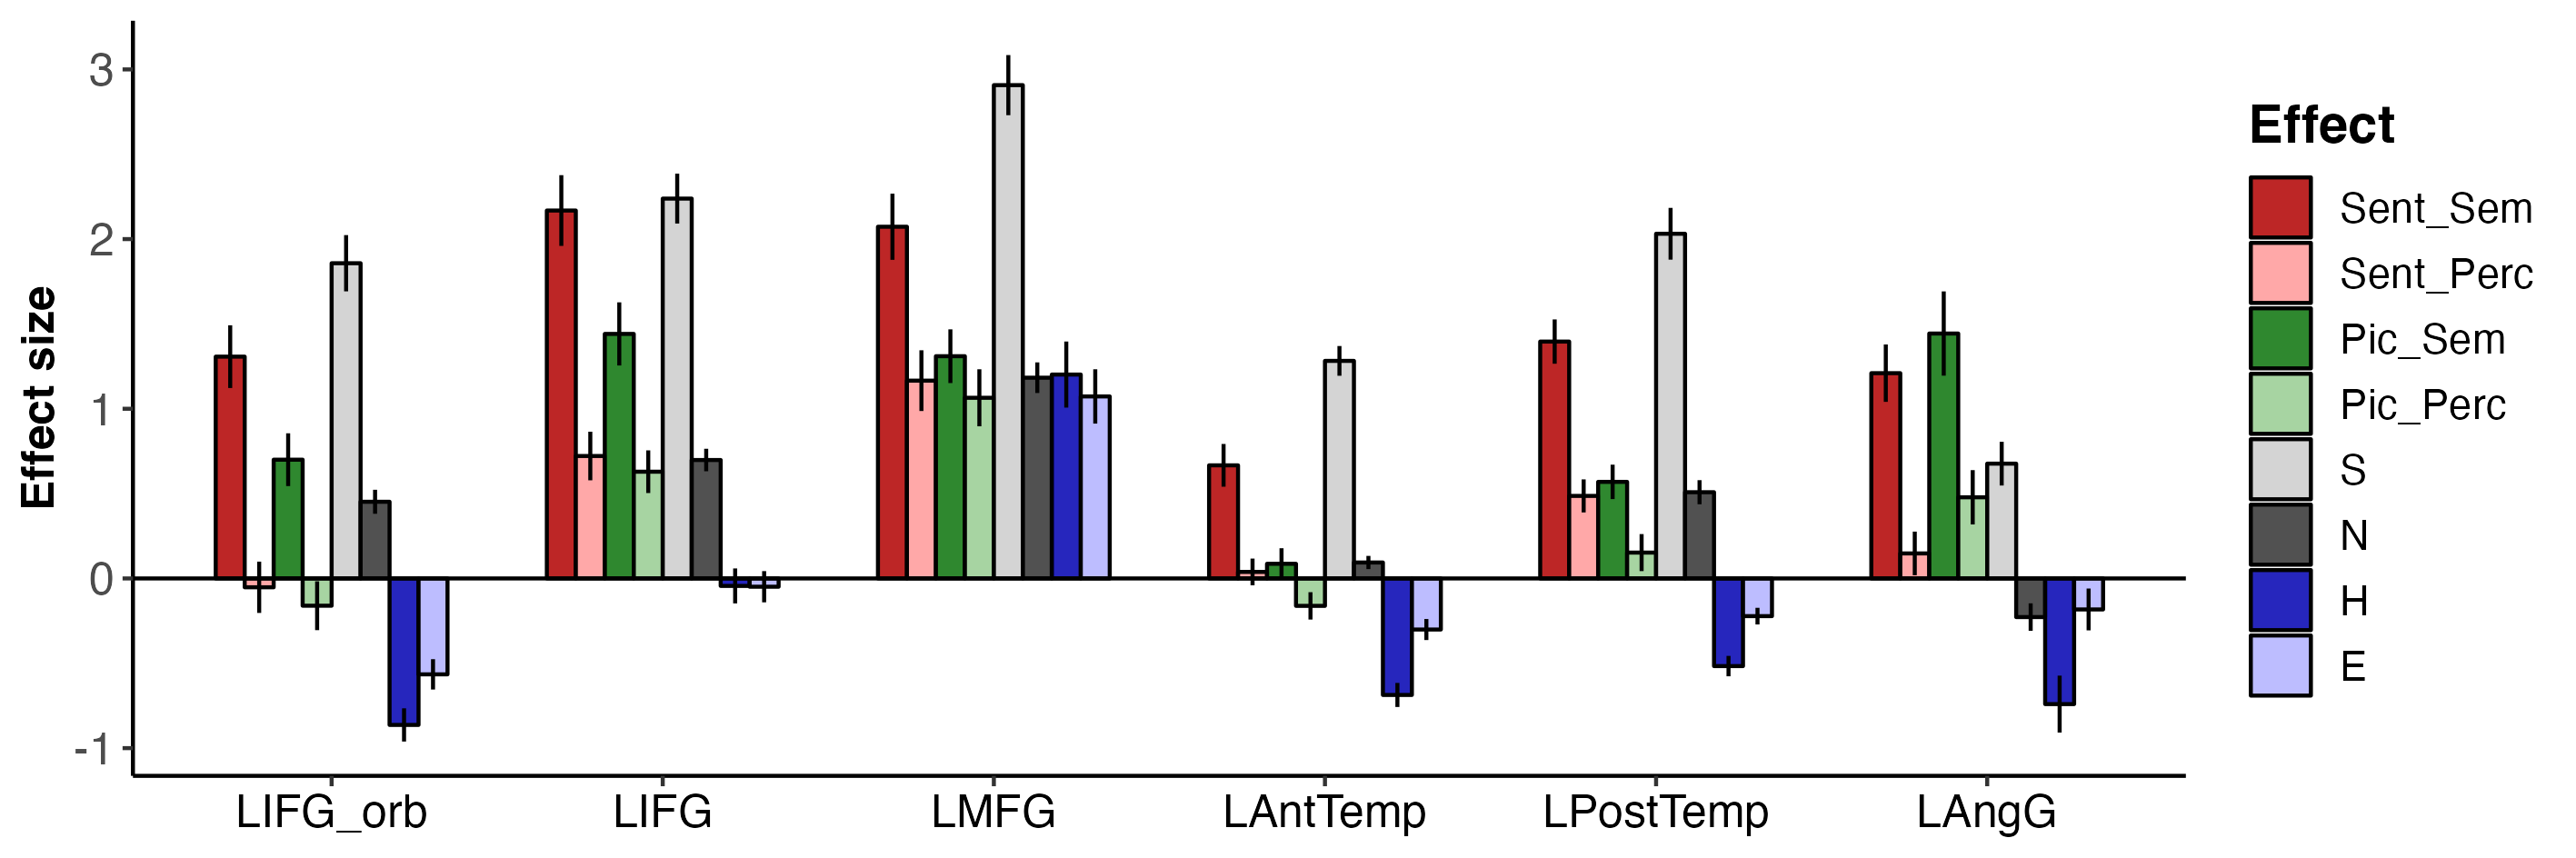 Effect size
3
2
1
0
-1
LIFG_orb
LIFG
LMFG
LAntTemp
LPostTemp
LAngG
Effect
Sent_Sem
Sent_Perc
Pic_Sem
Pic_Perc
S
N
H
E